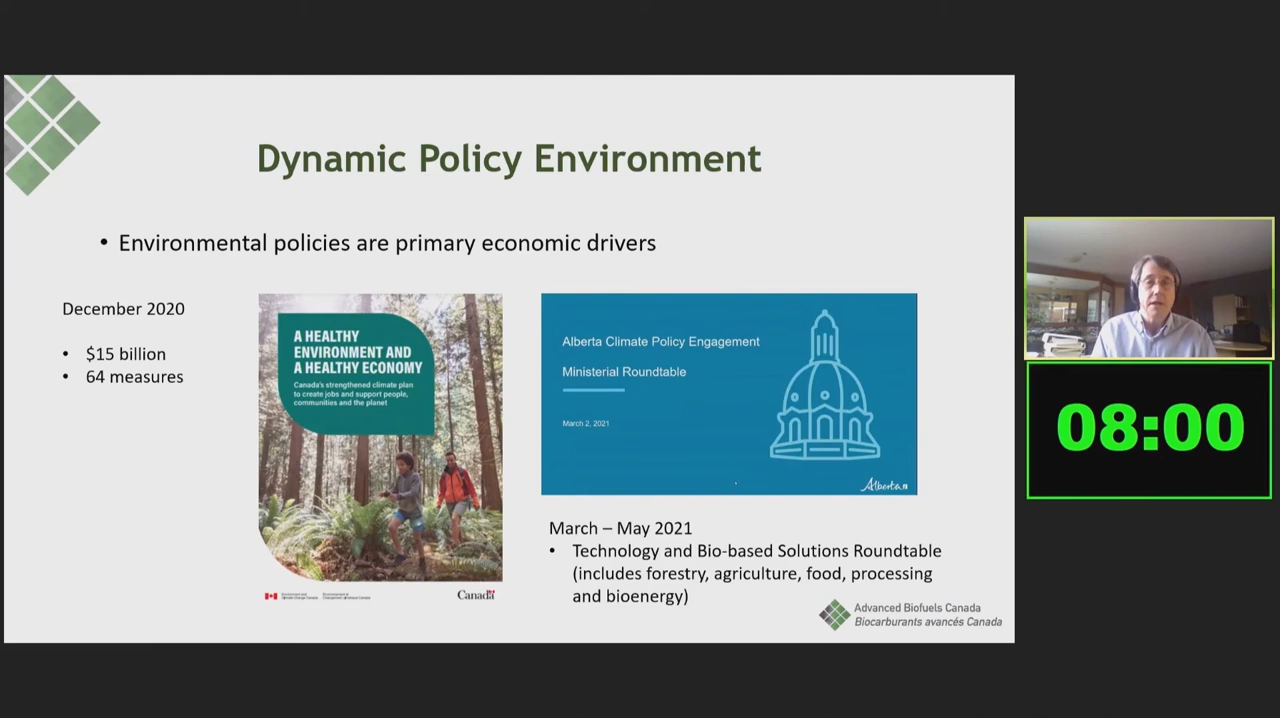 Dynamic Policy Environment
• Environmental policies are primary economic drivers
December 2020
• $15 billion
• 64 measures
A HEALTHY
ENVIRONMENT AND
A HEALTHY ECONOMY
Canada's strengthened climate plan
to create jobs and support people,
communities and the planet
Canada
Alberta Climate Policy Engagement
Ministerial Roundtable
March 2, 2021
Alberta
March – May 2021
• Technology and Bio-based Solutions Roundtable
(includes forestry, agriculture, food, processing
and bioenergy)
Advanced Biofuels Canada
Biocarburants avancés Canada
08:00